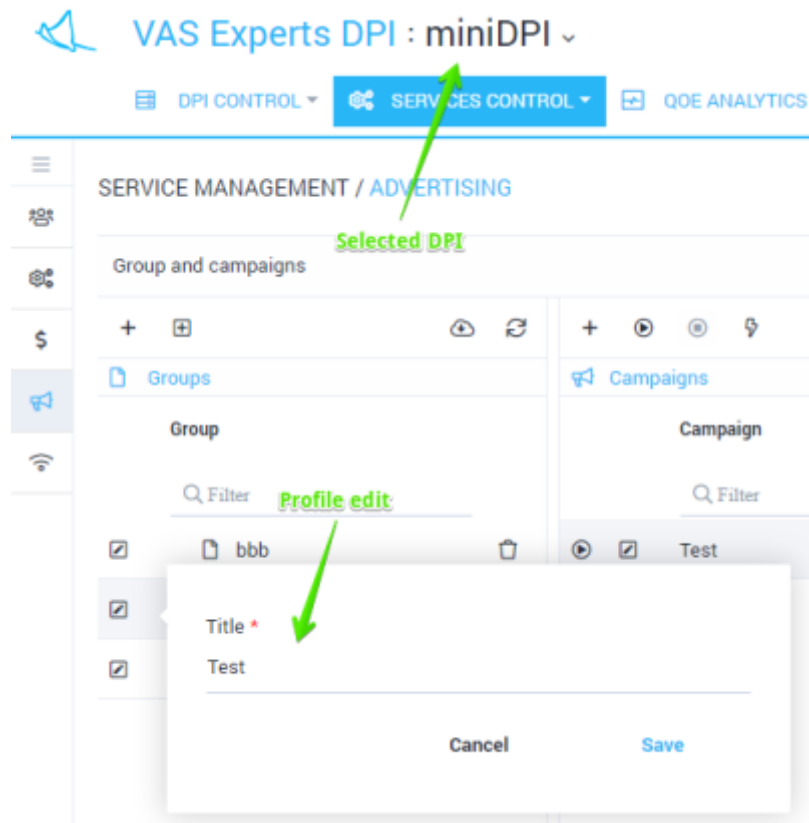 VAS Experts DPI : miniDPI
DPI CONTROL SERVICES CONTROL QOE ANALYTICS
SERVICE MANAGEMENT / ADVERTISING
Selected DPI
Group and campaigns
Groups Campaigns
Group Campaign
Filter Profile edit Filter
bbb Test
Title *
Test
Cancel Save